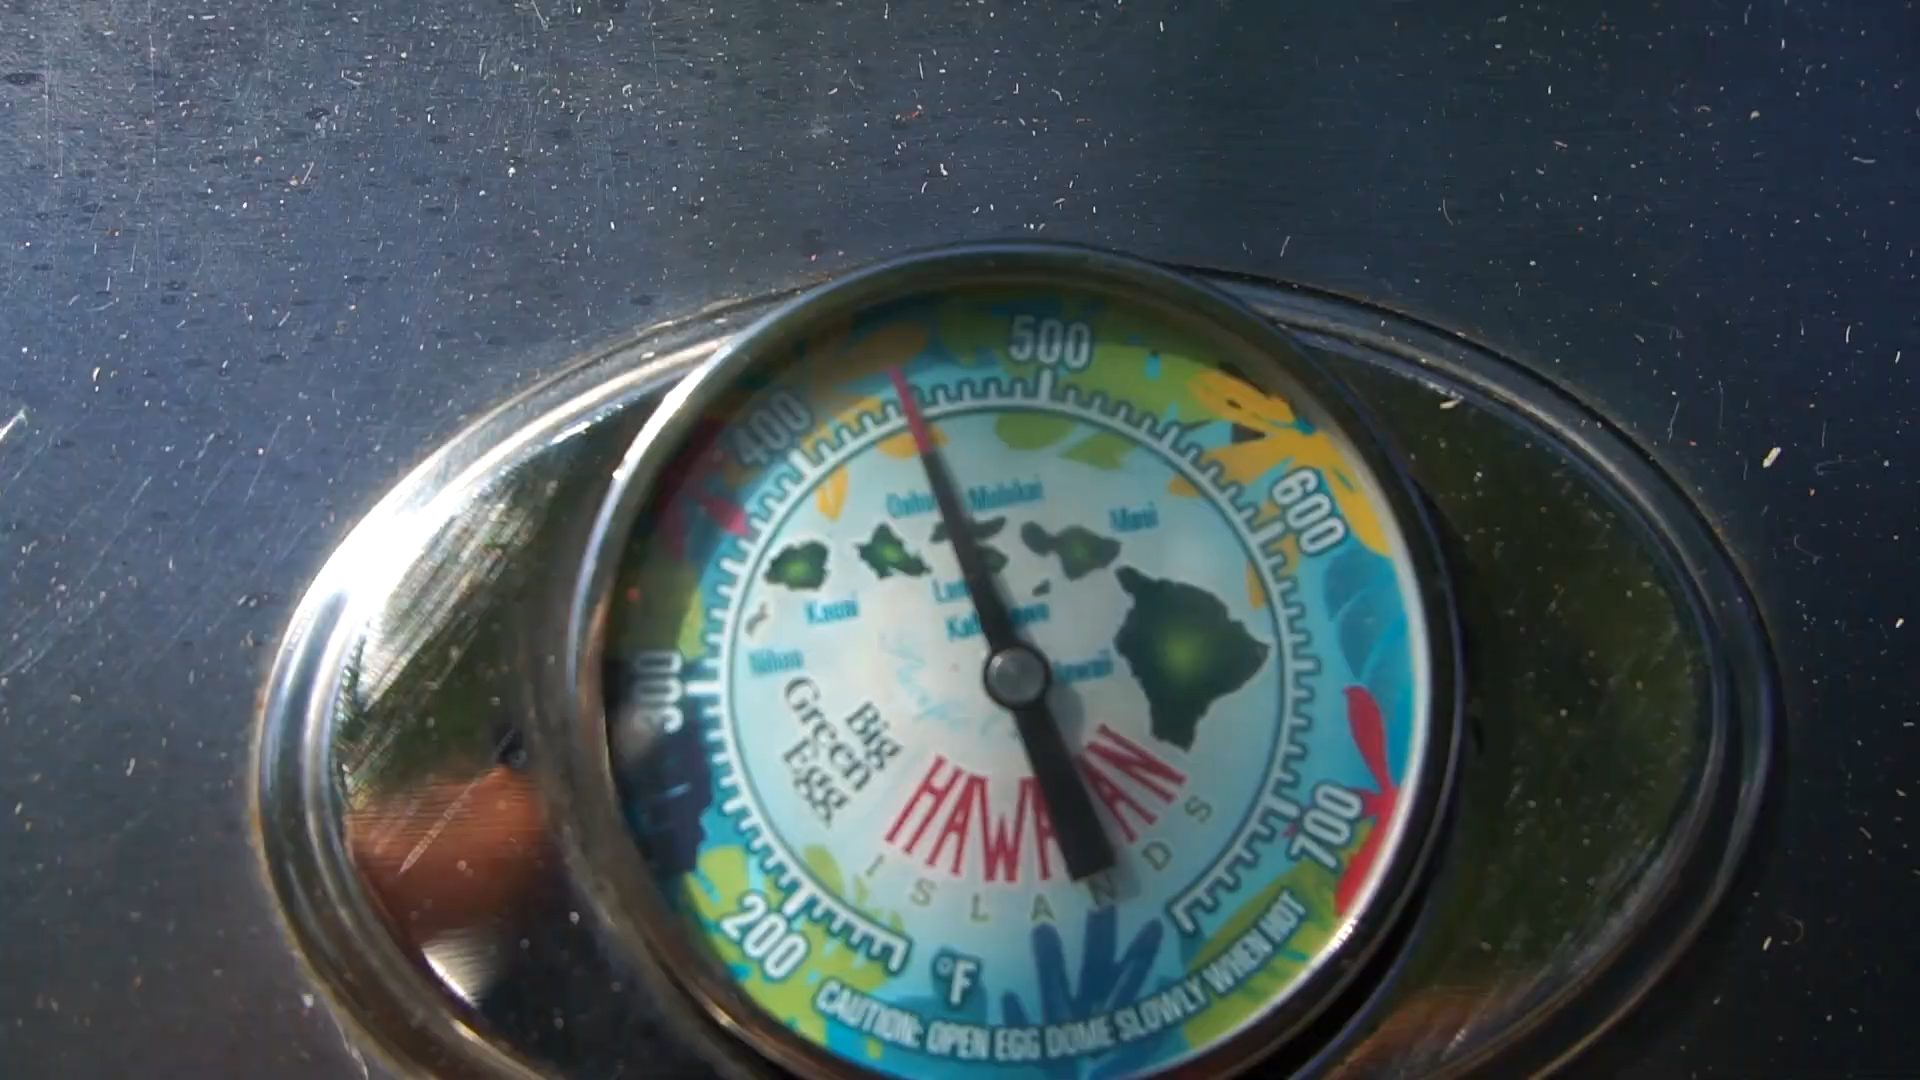 500
400
600
300
700
200
°F
Oahu
Molokai
Maui
Kauai
Niihau
Hawaii
Big
Green
Egg
HAWAIIAN
ISLANDS
CAUTION: OPEN EGG DOME SLOWLY WHEN HOT